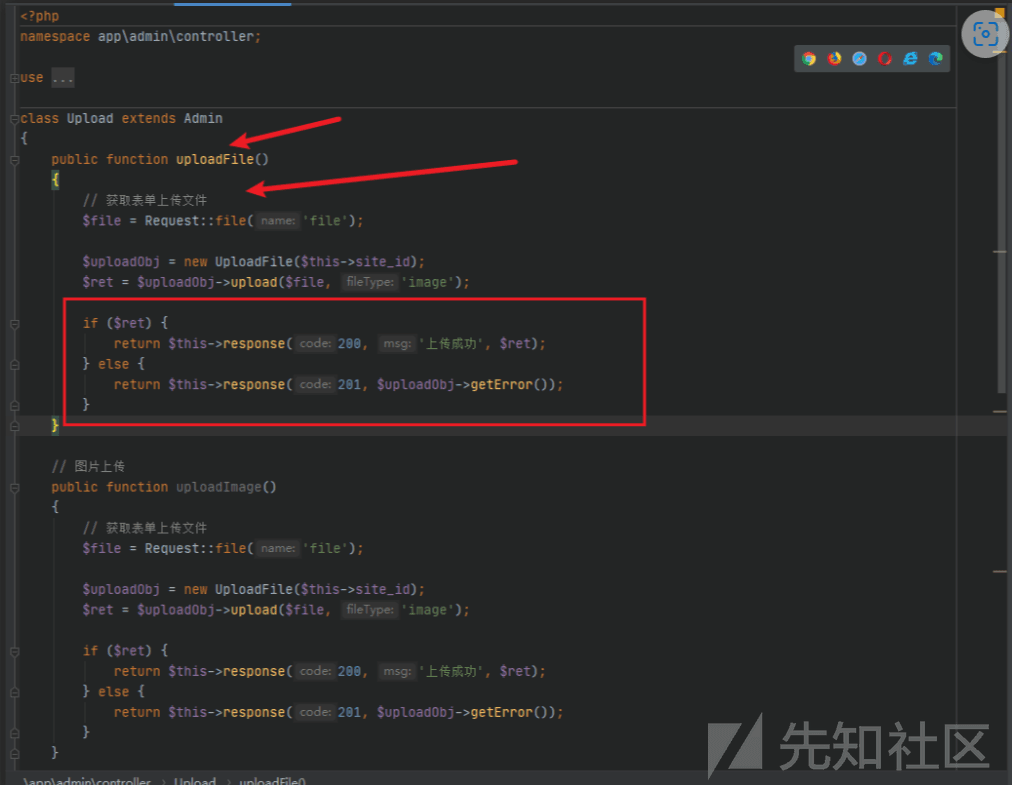 <?php
namespace app\admin\controller;
use ...
class Upload extends Admin
{
public function uploadFile()
{
// 获取表单上传文件
$file = Request::file( name: 'file');
$uploadObj = new UploadFile($this->site_id);
$ret = $uploadObj->upload($file, fileType: 'image');
if ($ret) {
return $this->response( code: 200, msg: '上传成功', $ret);
} else {
return $this->response( code: 201, $uploadObj->getError());
}
}
// 图片上传
public function uploadImage()
{
// 获取表单上传文件
$file = Request::file( name: 'file');
$uploadObj = new UploadFile($this->site_id);
$ret = $uploadObj->upload($file, fileType: 'image');
if ($ret) {
return $this->response( code: 200, msg: '上传成功', $ret);
} else {
return $this->response( code: 201, $uploadObj->getError());
}
}
\app\admin\controller › Upload › uploadFile()
先知社区